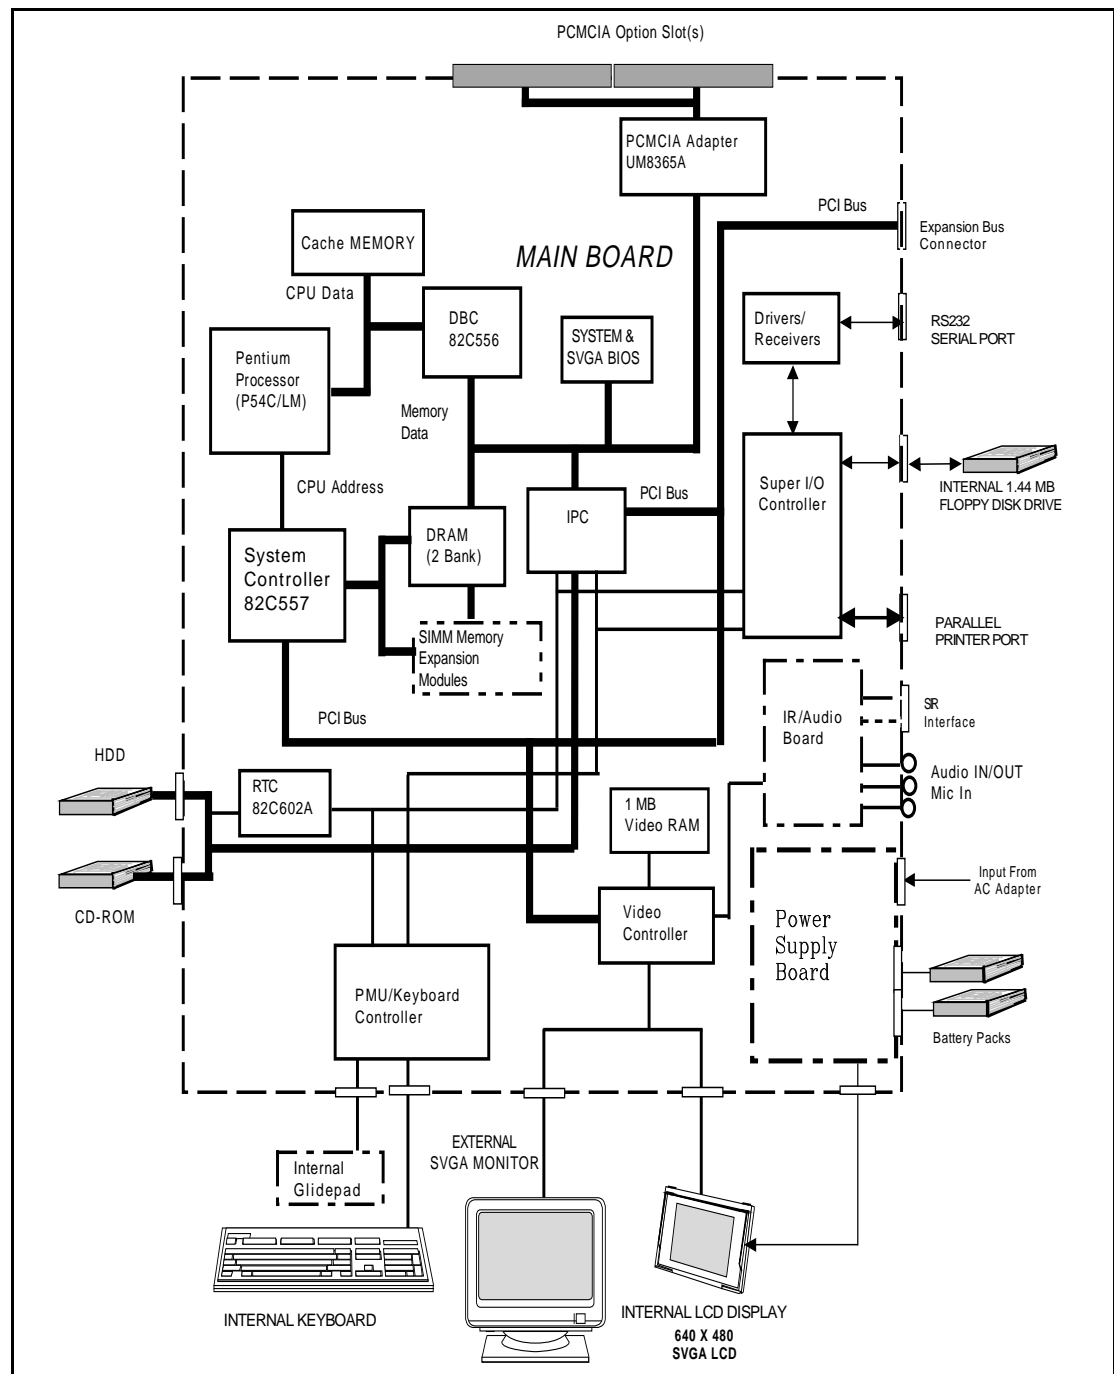 PCMCIA Option Slot(s)
PCMCIA Adapter
UM8365A
PCI Bus
Expansion Bus
Connector
Cache MEMORY
MAIN BOARD
CPU Data
DBC
82C556
SYSTEM &
SVGA BIOS
Drivers/
Receivers
RS232
SERIAL PORT
Pentium
Processor
(P54C/LM)
Memory
Data
CPU Address
PCI Bus
Super I/O
Controller
INTERNAL 1.44 MB
FLOPPY DISK DRIVE
IPC
DRAM
(2 Bank)
System
Controller
82C557
SIMM Memory
Expansion
Modules
PARALLEL
PRINTER PORT
PCI Bus
IR/Audio
Board
SIR
Interface
HDD
RTC
82C602A
Audio IN/OUT
Mic In
1 MB
Video RAM
CD-ROM
Input From
AC Adapter
Video
Controller
Power
Supply
Board
PMU/Keyboard
Controller
Battery Packs
EXTERNAL
SVGA MONITOR
Internal
Glidepad
INTERNAL KEYBOARD
INTERNAL LCD DISPLAY
640 X 480
SVGA LCD